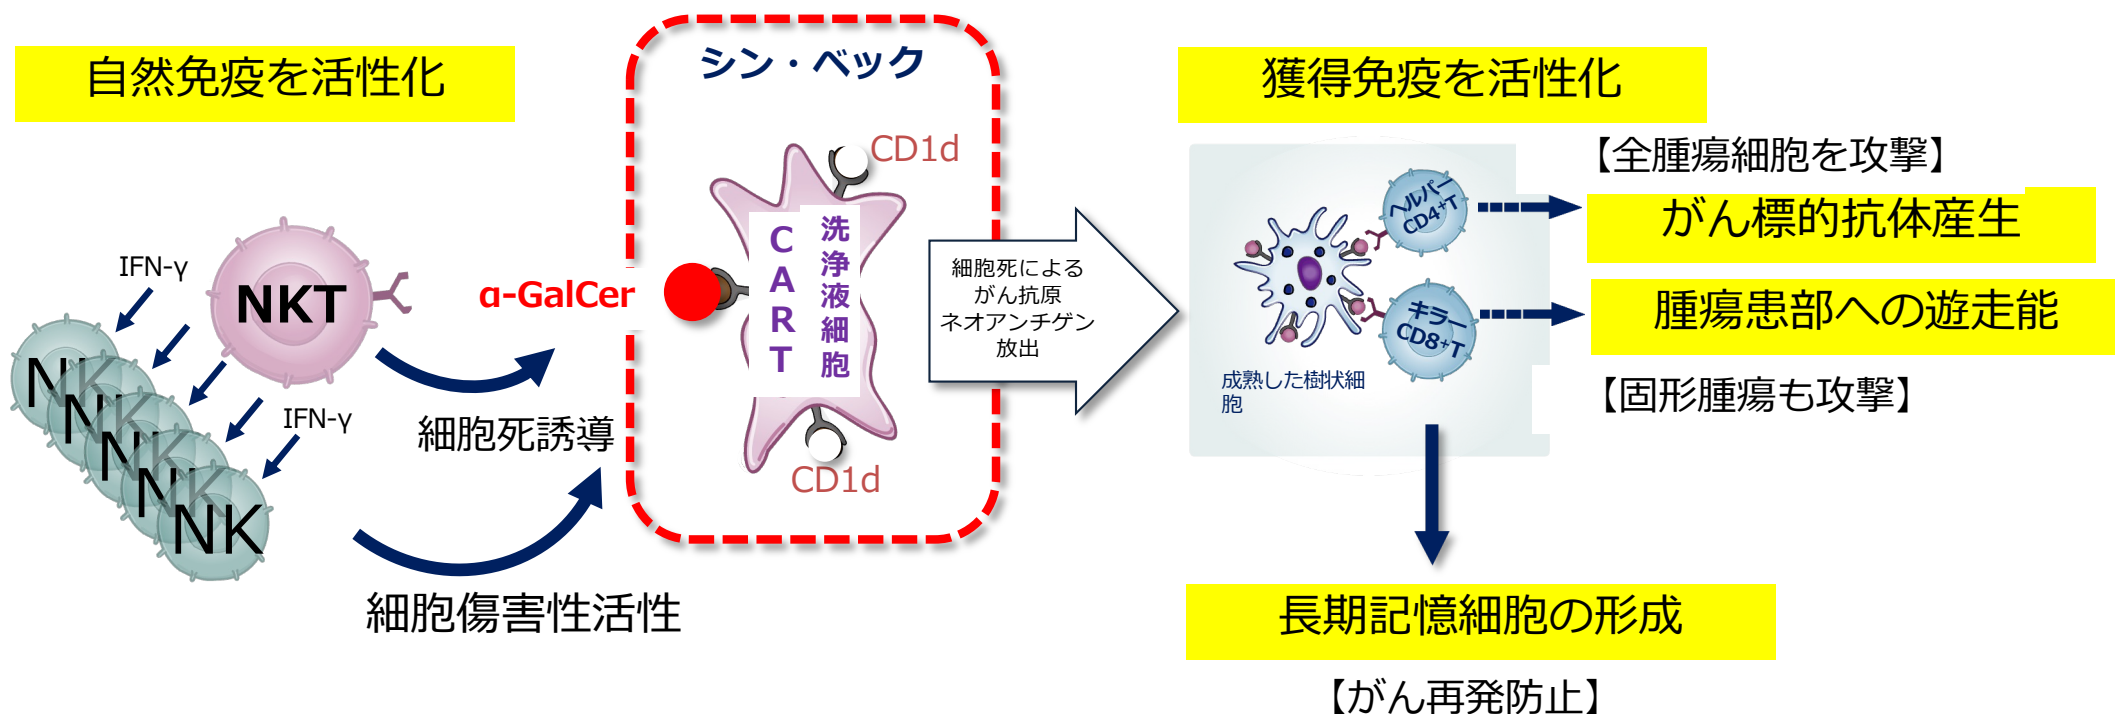 自然免疫を活性化
IFN-γ
NKT
NK
NK
NK
NK
NK
IFN-γ
細胞死誘導
細胞傷害性活性
シン・ベック
CD1d
α-GalCer
CART
洗浄液細胞
CD1d
細胞死による
がん抗原
ネオアンチゲン
放出
獲得免疫を活性化
ヘルパー
CD4⁺T
キラー
CD8⁺T
成熟した樹状細
胞
【全腫瘍細胞を攻撃】
がん標的抗体産生
腫瘍患部への遊走能
【固形腫瘍も攻撃】
長期記憶細胞の形成
【がん再発防止】